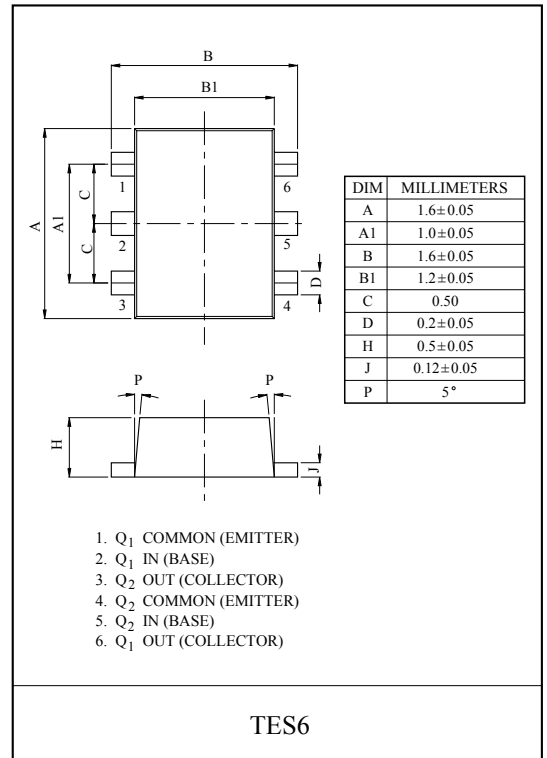 B
B1
A
A1
C
C
D
1
2
3
6
5
4
DIM MILLIMETERS
A 1.6±0.05
A1 1.0±0.05
B 1.6±0.05
B1 1.2±0.05
C 0.50
D 0.2±0.05
H 0.5±0.05
J 0.12±0.05
P 5°
P P
H
J
1. Q1 COMMON (EMITTER)
2. Q1 IN (BASE)
3. Q2 OUT (COLLECTOR)
4. Q2 COMMON (EMITTER)
5. Q2 IN (BASE)
6. Q1 OUT (COLLECTOR)
TES6